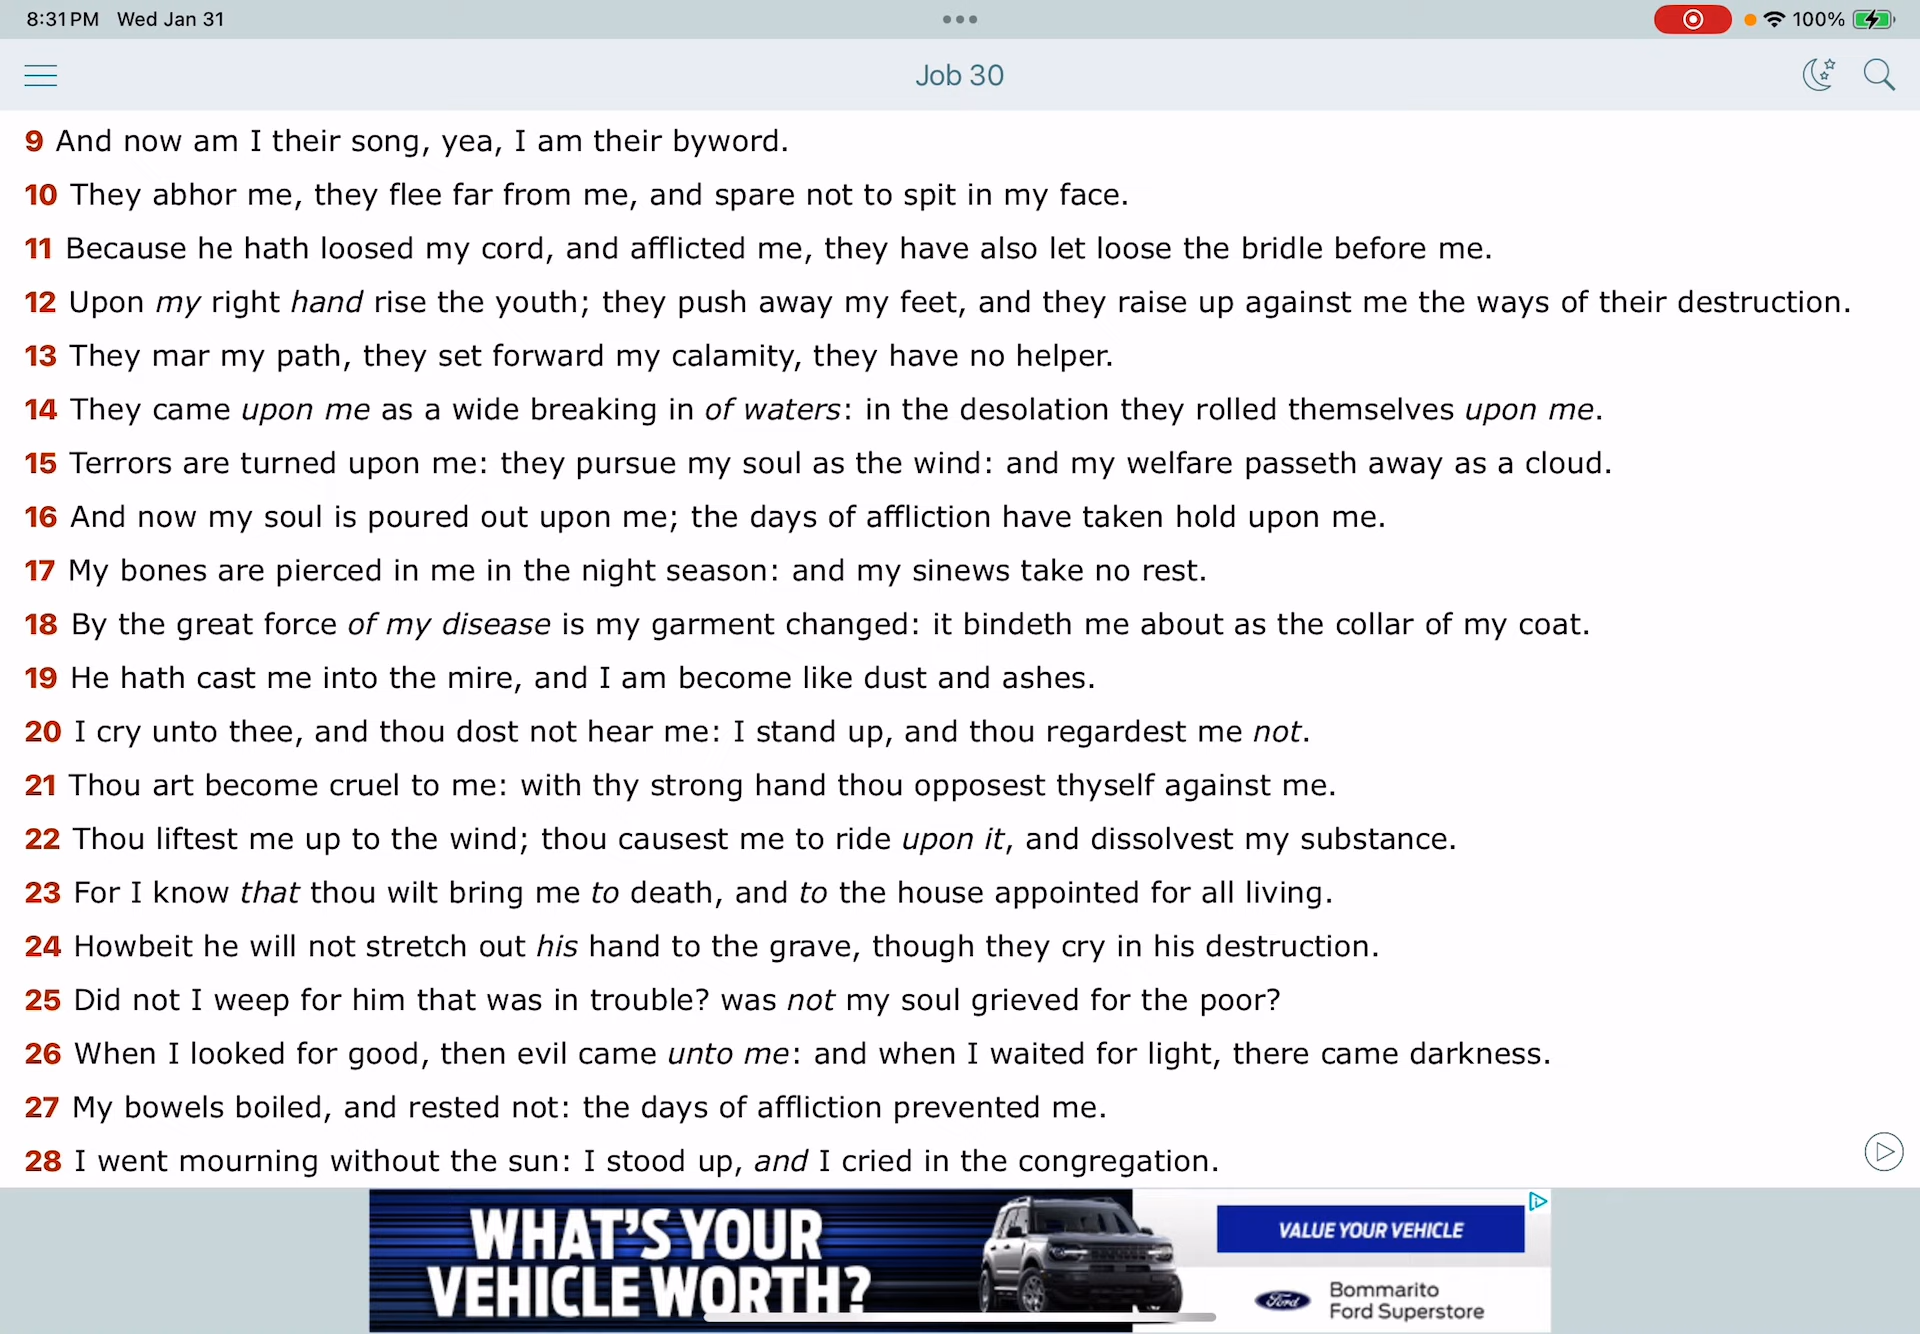 8:31 PM Wed Jan 31
100%
Job 30
9 And now am I their song, yea, I am their byword.
10 They abhor me, they flee far from me, and spare not to spit in my face.
11 Because he hath loosed my cord, and afflicted me, they have also let loose the bridle before me.
12 Upon my right hand rise the youth; they push away my feet, and they raise up against me the ways of their destruction.
13 They mar my path, they set forward my calamity, they have no helper.
14 They came upon me as a wide breaking in of waters: in the desolation they rolled themselves upon me.
15 Terrors are turned upon me: they pursue my soul as the wind: and my welfare passeth away as a cloud.
16 And now my soul is poured out upon me; the days of affliction have taken hold upon me.
17 My bones are pierced in me in the night season: and my sinews take no rest.
18 By the great force of my disease is my garment changed: it bindeth me about as the collar of my coat.
19 He hath cast me into the mire, and I am become like dust and ashes.
20 I cry unto thee, and thou dost not hear me: I stand up, and thou regardest me not.
21 Thou art become cruel to me: with thy strong hand thou opposest thyself against me.
22 Thou liftest me up to the wind; thou causest me to ride upon it, and dissolvest my substance.
23 For I know that thou wilt bring me to death, and to the house appointed for all living.
24 Howbeit he will not stretch out his hand to the grave, though they cry in his destruction.
25 Did not I weep for him that was in trouble? was not my soul grieved for the poor?
26 When I looked for good, then evil came unto me: and when I waited for light, there came darkness.
27 My bowels boiled, and rested not: the days of affliction prevented me.
28 I went mourning without the sun: I stood up, and I cried in the congregation.
WHAT'S YOUR
VEHICLE WORTH?
VALUE YOUR VEHICLE
Ford
Bommarito
Ford Superstore